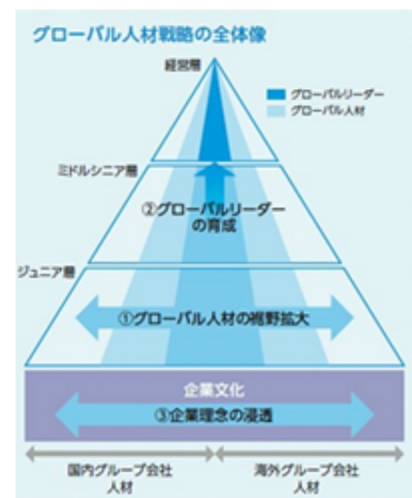 グローバル人材戦略の全体像
経営層
グローバルリーダー
グローバル人材
ミドルシニア層
②グローバルリーダー
の育成
ジュニア層
①グローバル人材の裾野拡大
企業文化
③企業理念の浸透
国内グループ会社
人材
海外グループ会社
人材